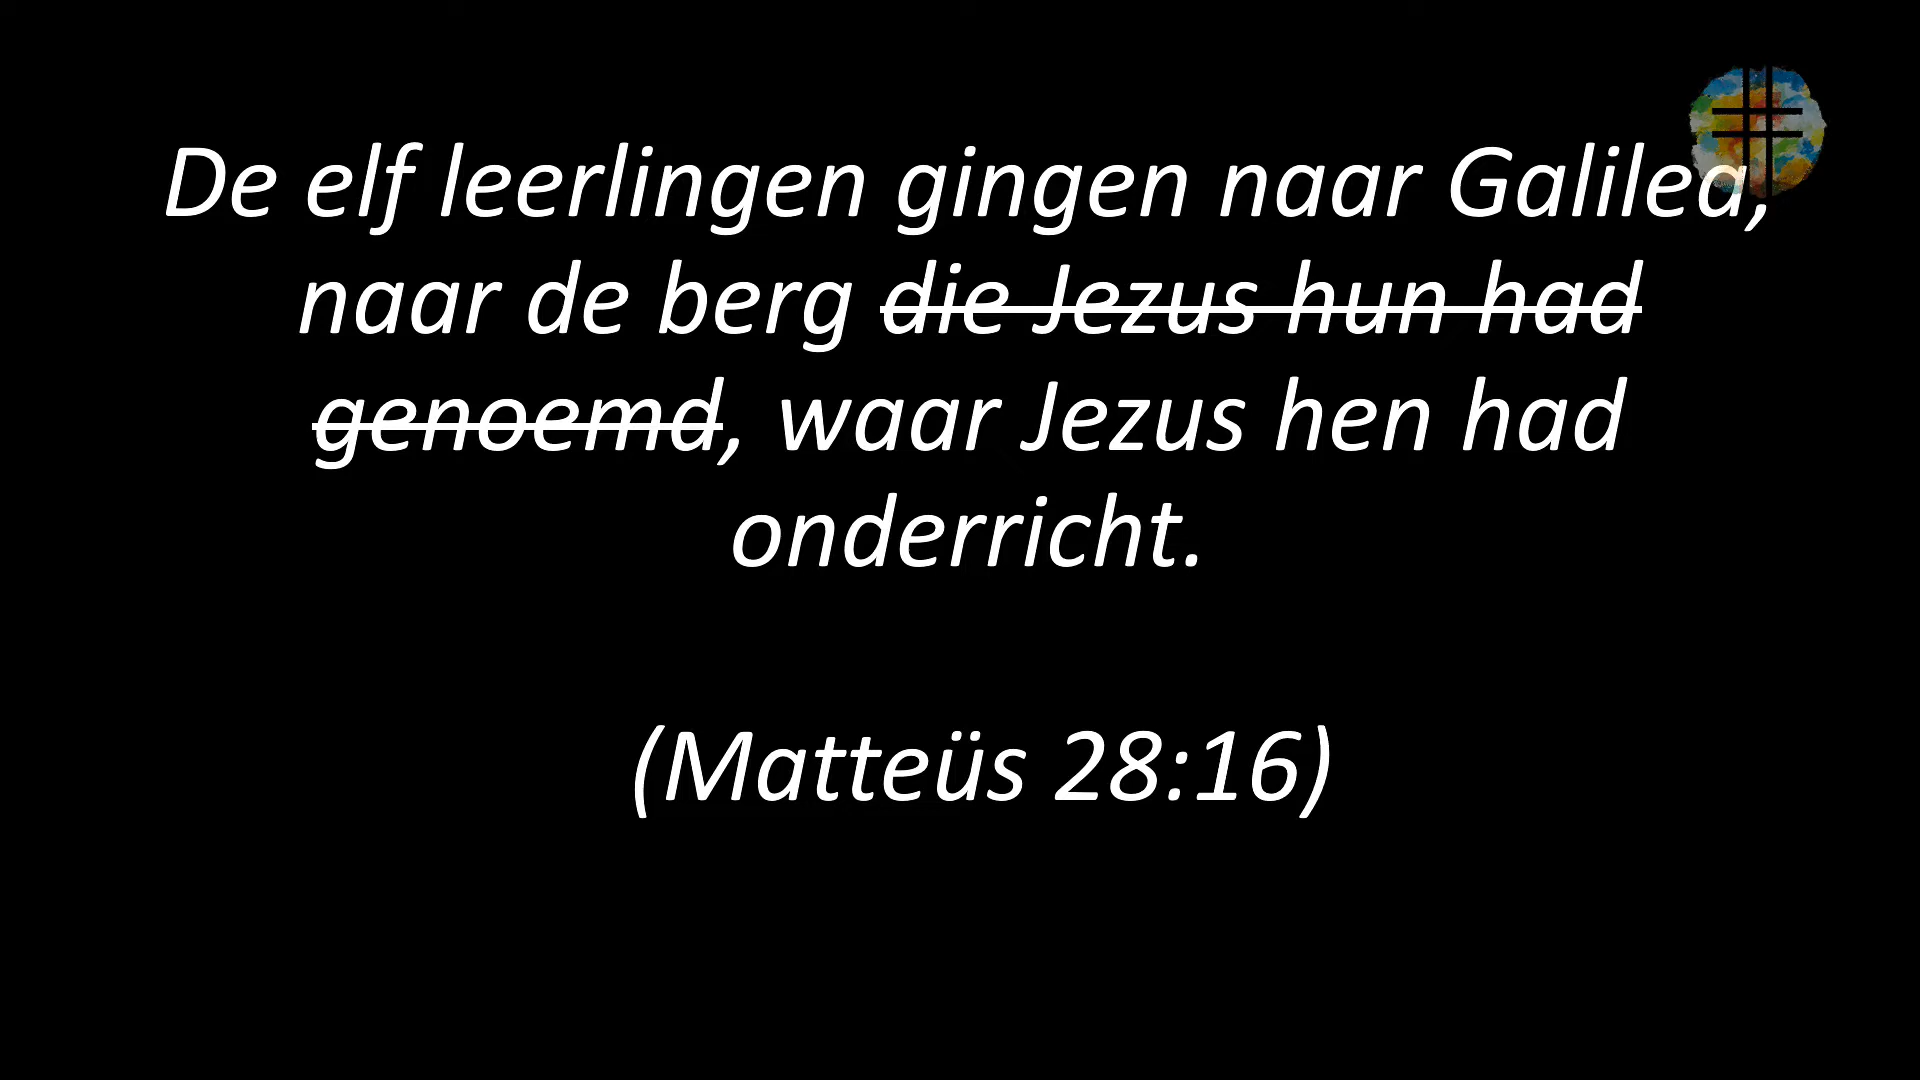 De elf leerlingen gingen naar Galilea,
naar de berg die Jezus hun had
genoemd, waar Jezus hen had
onderricht.
(Matteüs 28:16)